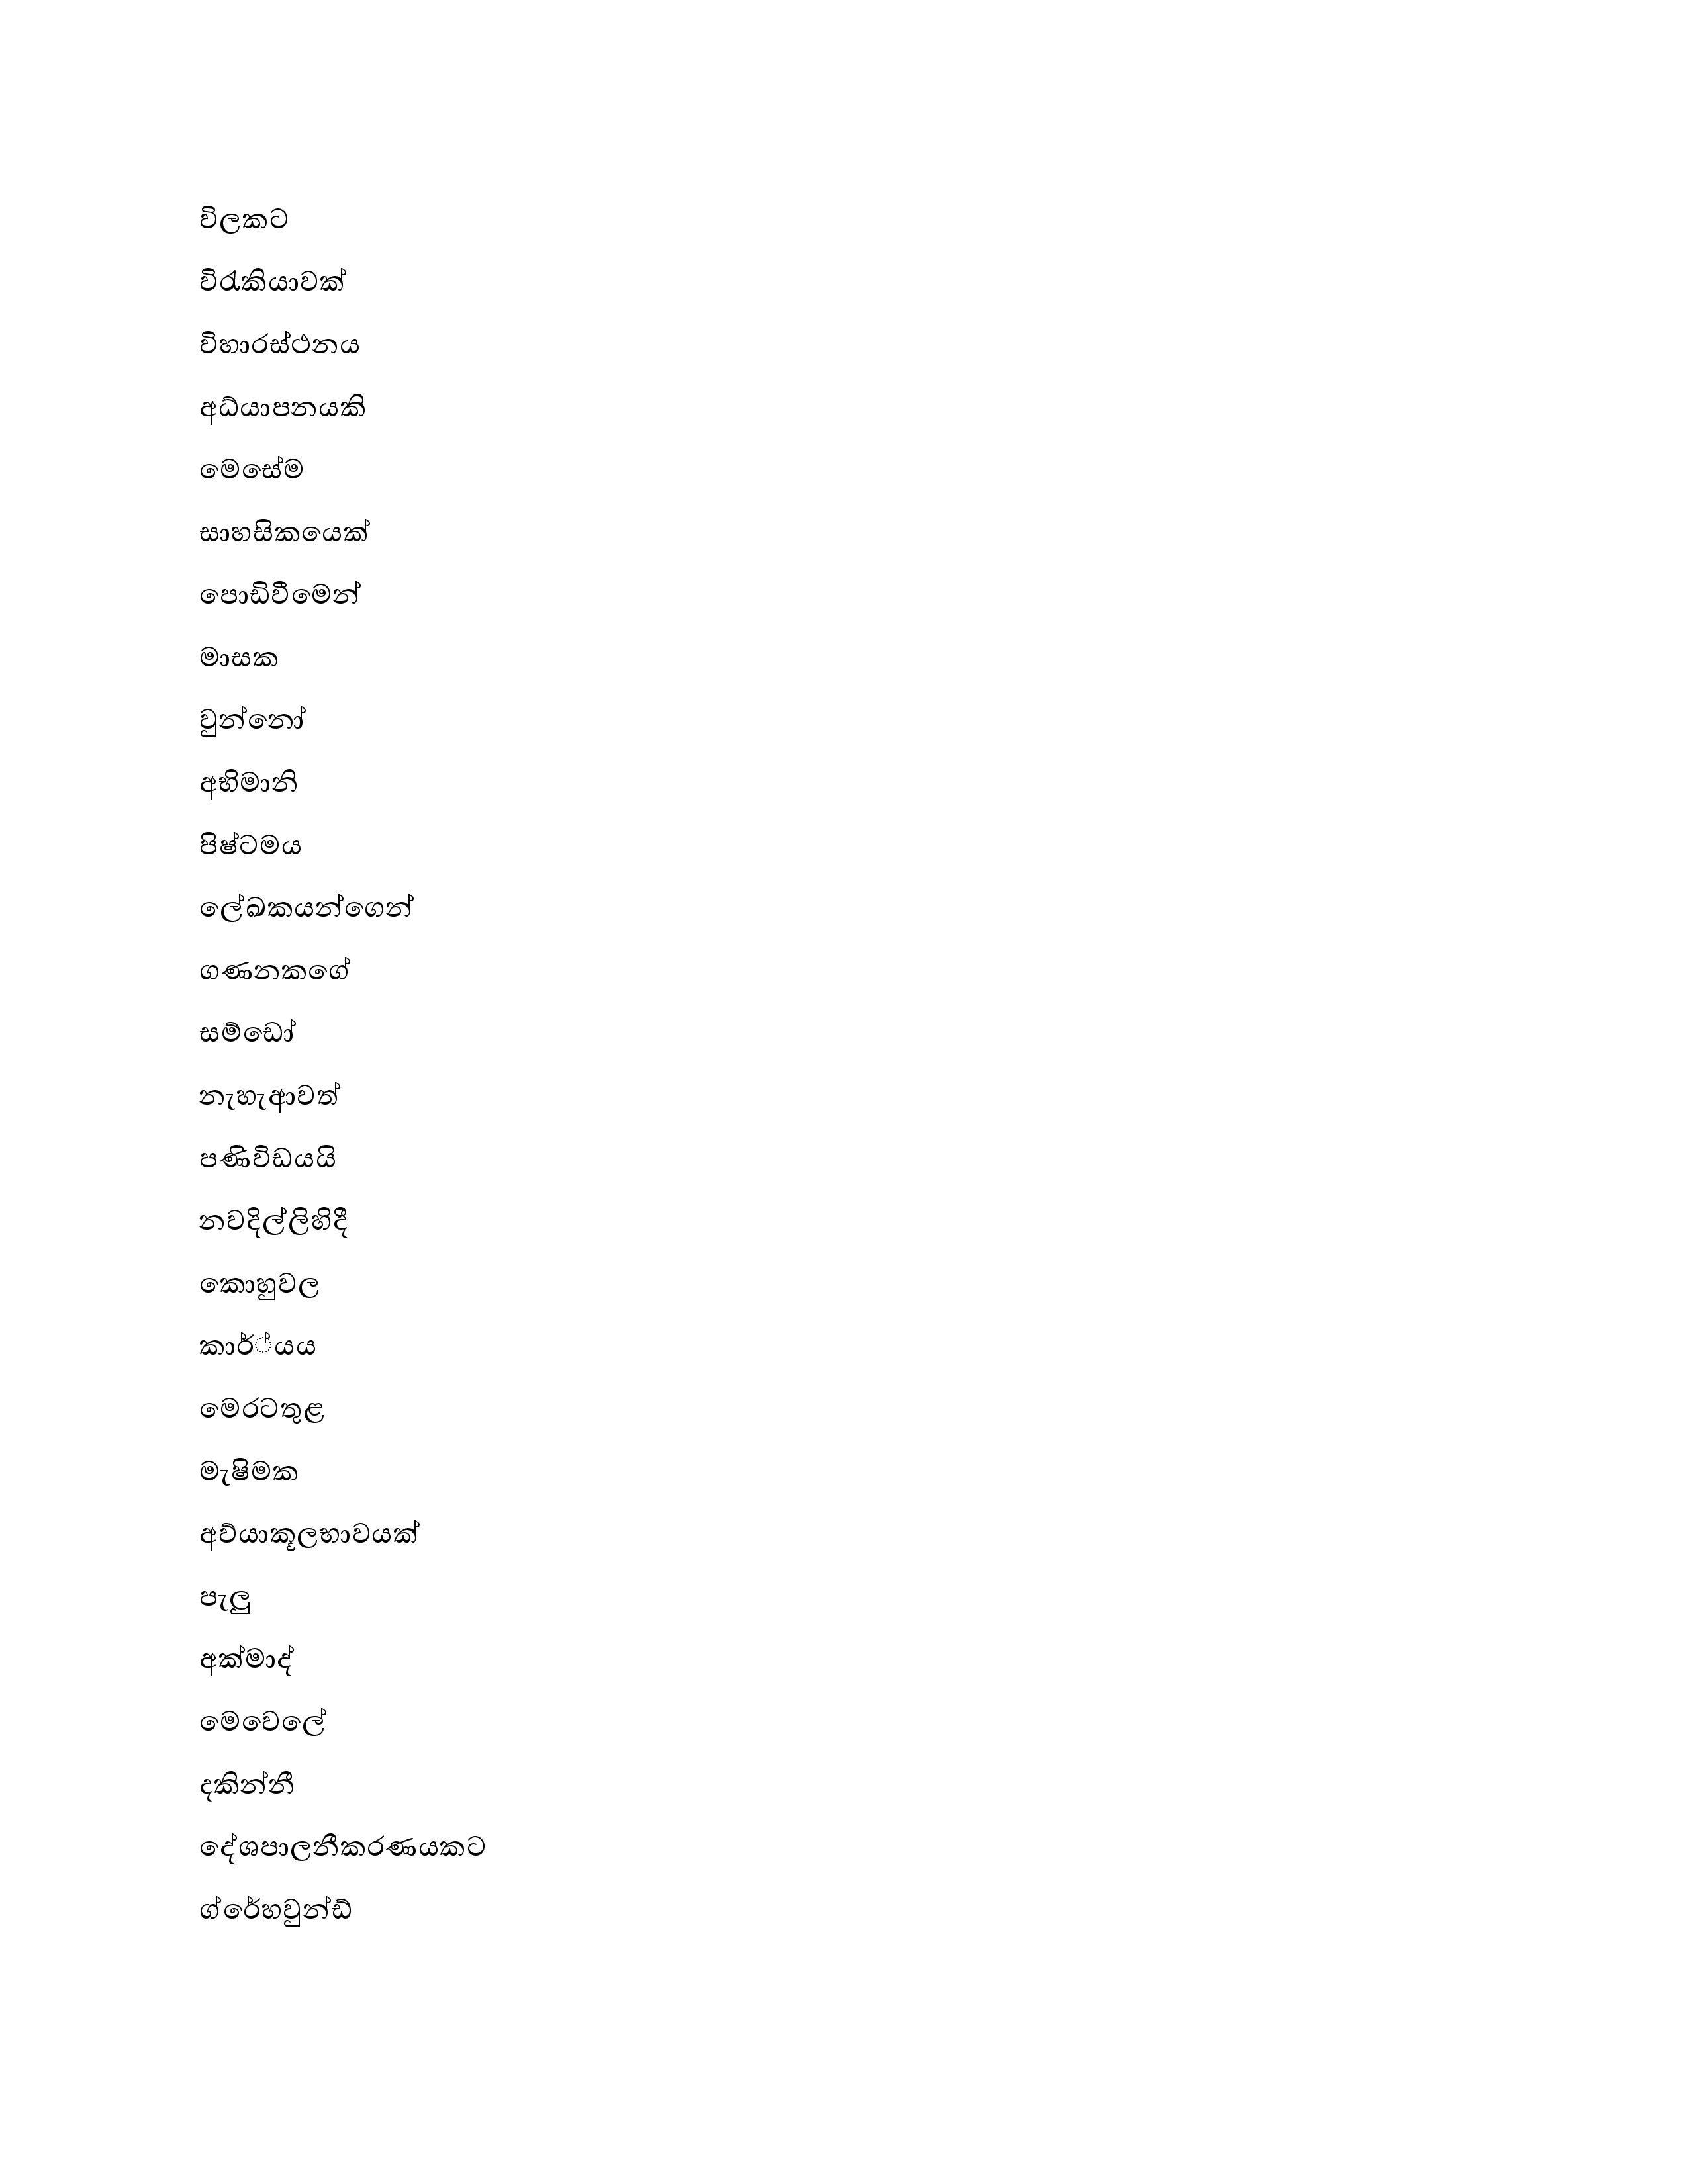 විලකට
විරැකියාවක්
විහාරස්ථනය
අධ්යාපනයකි
මෙසේම
සාහසිකයෙක්
පොඩිවීමෙන්
මාසක
වුන්නෝ
අභිමානි
පිෂ්ටමය
ලේඛකයන්ගෙන්
ගණනකගේ
සම්ඩෝ
නැහැආවත්
පණිවිඩයයි
නවදිල්ලිහිදී
කොහුවල
කාර්්යය
මෙරටතුළ
මැෂිමක
අව්යාකූලභාවයක්
පැලු
අක්මාද්
මෙවෙලේ
දකින්නී
දේශපාලනීකරණයකට
ග්රේහවුන්ඩ්